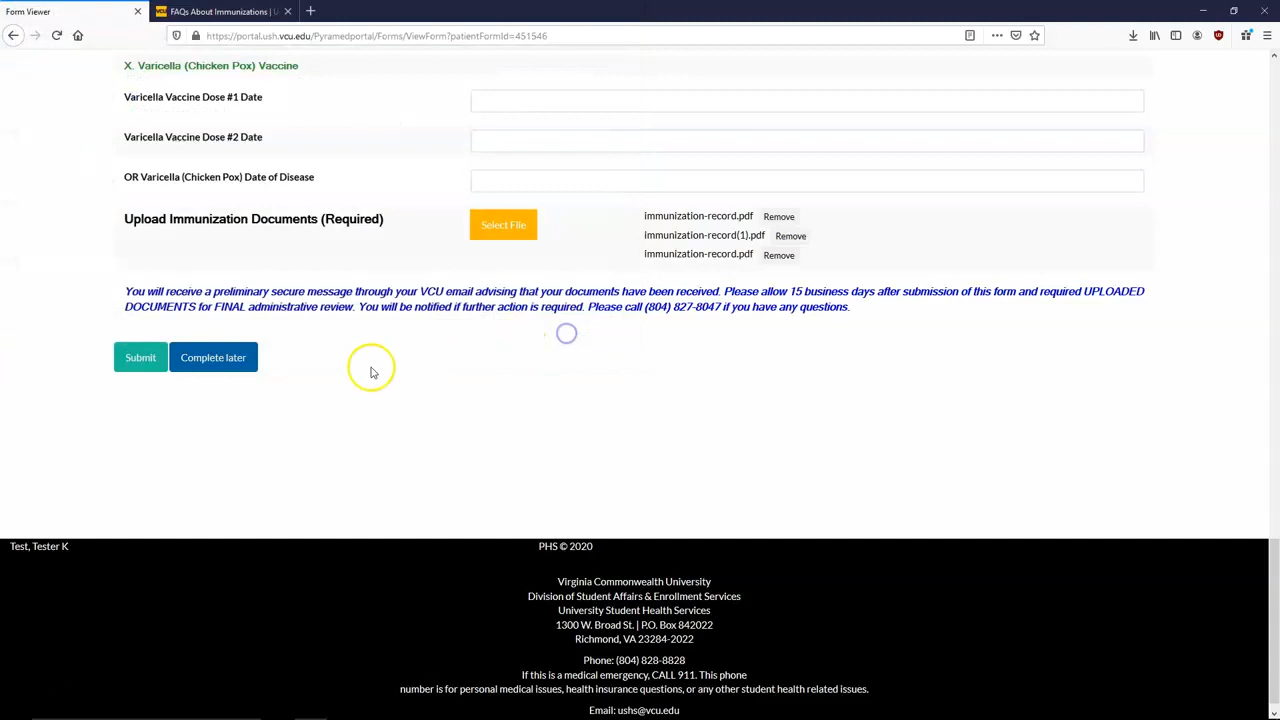 Form Viewer
FAQs About Immunizations | U
https://portal.ush.vcu.edu/Pyramedportal/Forms/ViewForm?patientFormId=451546
X. Varicella (Chicken Pox) Vaccine
Varicella Vaccine Dose #1 Date
Varicella Vaccine Dose #2 Date
OR Varicella (Chicken Pox) Date of Disease
Upload Immunization Documents (Required)
Select File
immunization-record.pdf Remove
immunization-record(1).pdf Remove
immunization-record.pdf Remove
You will receive a preliminary secure message through your VCU email advising that your documents have been received. Please allow 15 business days after submission of this form and required UPLOADED
DOCUMENTS for FINAL administrative review. You will be notified if further action is required. Please call (804) 827-8047 if you have any questions.
Submit Complete later
Test, Tester K
PHS © 2020
Virginia Commonwealth University
Division of Student Affairs & Enrollment Services
University Student Health Services
1300 W. Broad St. | P.O. Box 842022
Richmond, VA 23284-2022
Phone: (804) 828-8828
If this is a medical emergency, CALL 911. This phone
number is for personal medical issues, health insurance questions, or any other student health related issues.
Email: ushs@vcu.edu